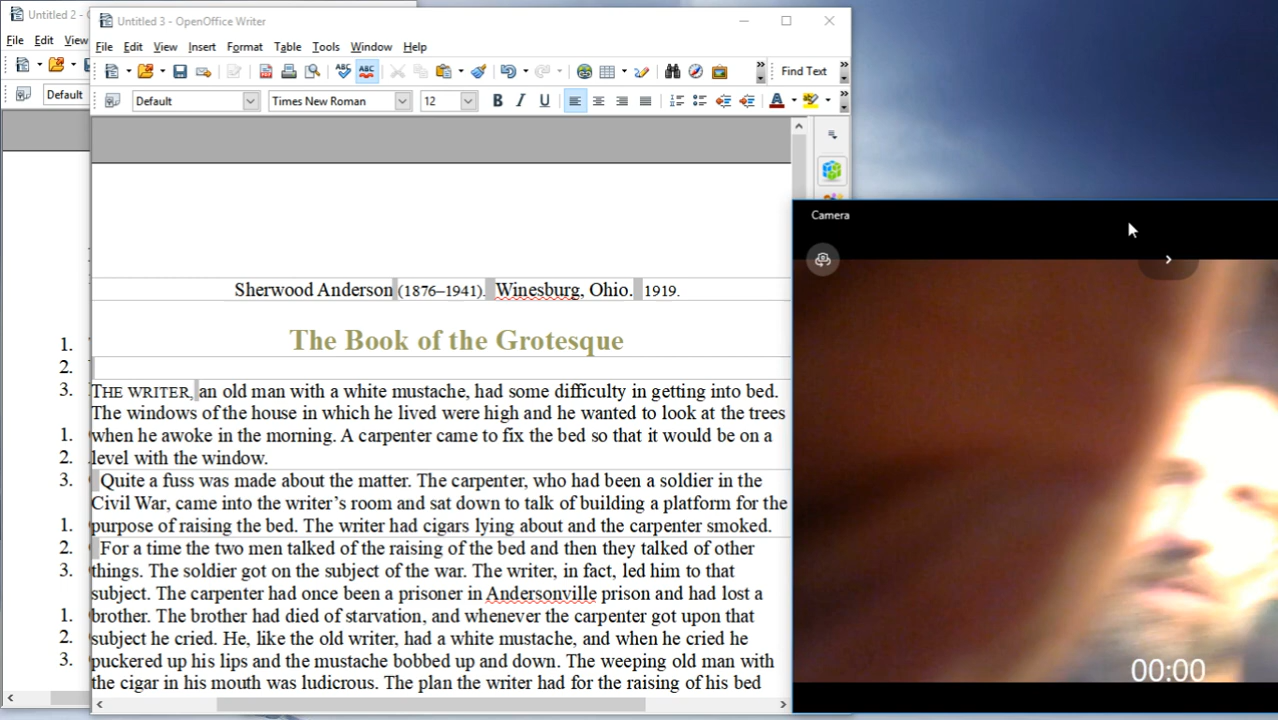 Untitled 2 -
File Edit View
Default
Untitled 3 - OpenOffice Writer
File Edit View Insert Format Table Tools Window Help
ABC ABC Find Text
Default Times New Roman 12 B I U A
Sherwood Anderson (1876–1941). Winesburg, Ohio. 1919.
The Book of the Grotesque
THE WRITER, an old man with a white mustache, had some difficulty in getting into bed.
The windows of the house in which he lived were high and he wanted to look at the trees
when he awoke in the morning. A carpenter came to fix the bed so that it would be on a
level with the window.
Quite a fuss was made about the matter. The carpenter, who had been a soldier in the
Civil War, came into the writer’s room and sat down to talk of building a platform for the
purpose of raising the bed. The writer had cigars lying about and the carpenter smoked.
For a time the two men talked of the raising of the bed and then they talked of other
things. The soldier got on the subject of the war. The writer, in fact, led him to that
subject. The carpenter had once been a prisoner in Andersonville prison and had lost a
brother. The brother had died of starvation, and whenever the carpenter got upon that
subject he cried. He, like the old writer, had a white mustache, and when he cried he
puckered up his lips and the mustache bobbed up and down. The weeping old man with
the cigar in his mouth was ludicrous. The plan the writer had for the raising of his bed
1.
2.
3.
1.
2.
3.
1.
2.
3.
1.
2.
3.
Camera
00:00